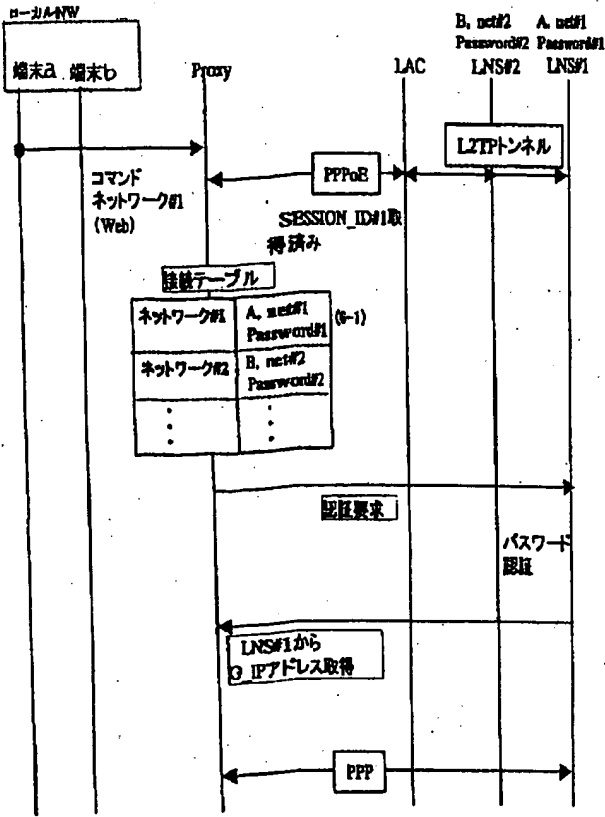 ローカルNW
B, net#2 A, net#1
Password#2 Password#1
端末a 端末b Proxy LAC LNS#2 LNS#1
L2TPトンネル
PPPoE
コマンド
ネットワーク#1
(Web)
SESSION_ID#1取
得済み
接続テーブル
ネットワーク#1 A, net#1 (6-1)
Password#1
ネットワーク#2 B, net#2
Password#2
認証要求
パスワード
認証
LNS#1から
G_IPアドレス取得
PPP